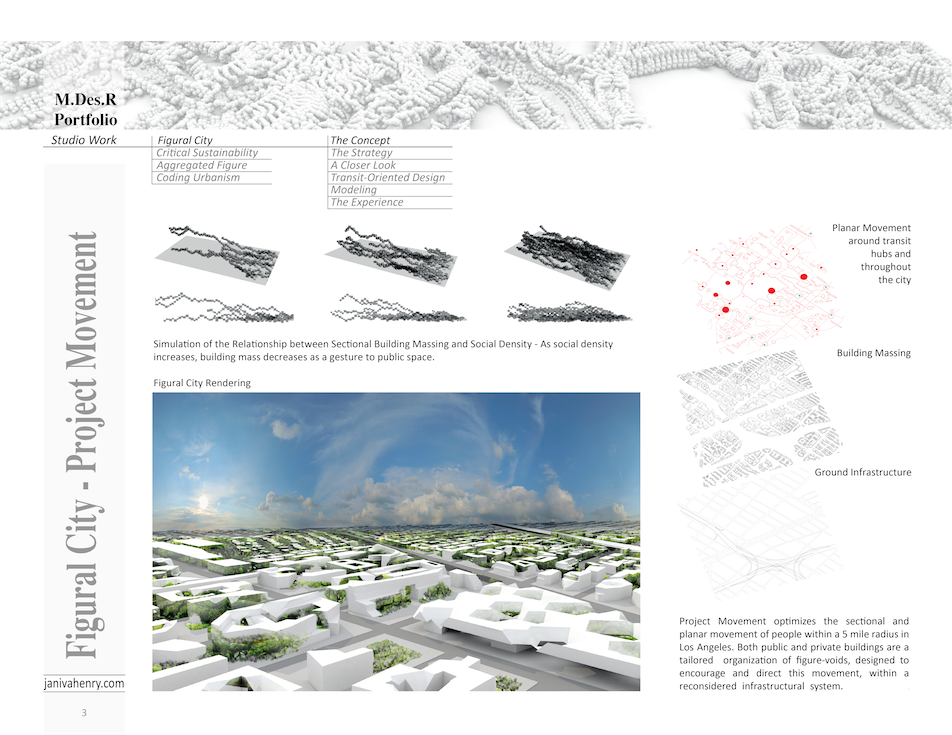 M.Des.R
Portfolio
Studio Work
Figural City
Critical Sustainability
Aggregated Figure
Coding Urbanism
The Concept
The Strategy
A Closer Look
Transit-Oriented Design
Modeling
The Experience
Figural City - Project Movement
Simulation of the Relationship between Sectional Building Massing and Social Density - As social density
increases, building mass decreases as a gesture to public space.
Figural City Rendering
Planar Movement
around transit
hubs and
throughout
the city
Building Massing
Ground Infrastructure
Project Movement optimizes the sectional and
planar movement of people within a 5 mile radius in
Los Angeles. Both public and private buildings are a
tailored organization of figure-voids, designed to
encourage and direct this movement, within a
reconsidered infrastructural system.
janivahenry.com
3